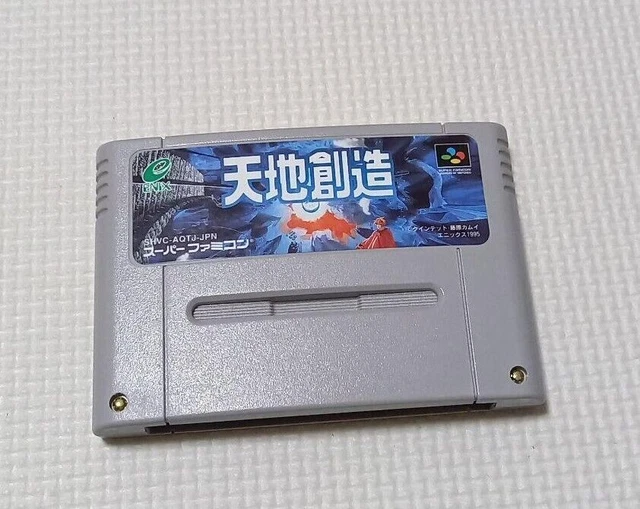 ENIX
天地創造
SUPER FAMICOM
SHVC-AQTJ-JPN
スーパーファミコン
クインテット 藤原カムイ
エニックス1995